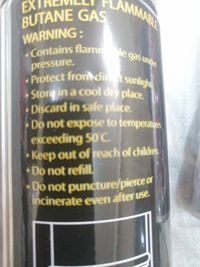 EXTREMELY FLAMMABLE
BUTANE GAS
WARNING :
• Contains flammable gas under
pressure.
• Protect from direct sunlight
• Store in a cool dry place.
• Discard in safe place.
• Do not expose to temperatures
exceeding 50°C.
• Keep out of reach of children.
• Do not refill.
• Do not puncture/pierce or
incinerate even after use.